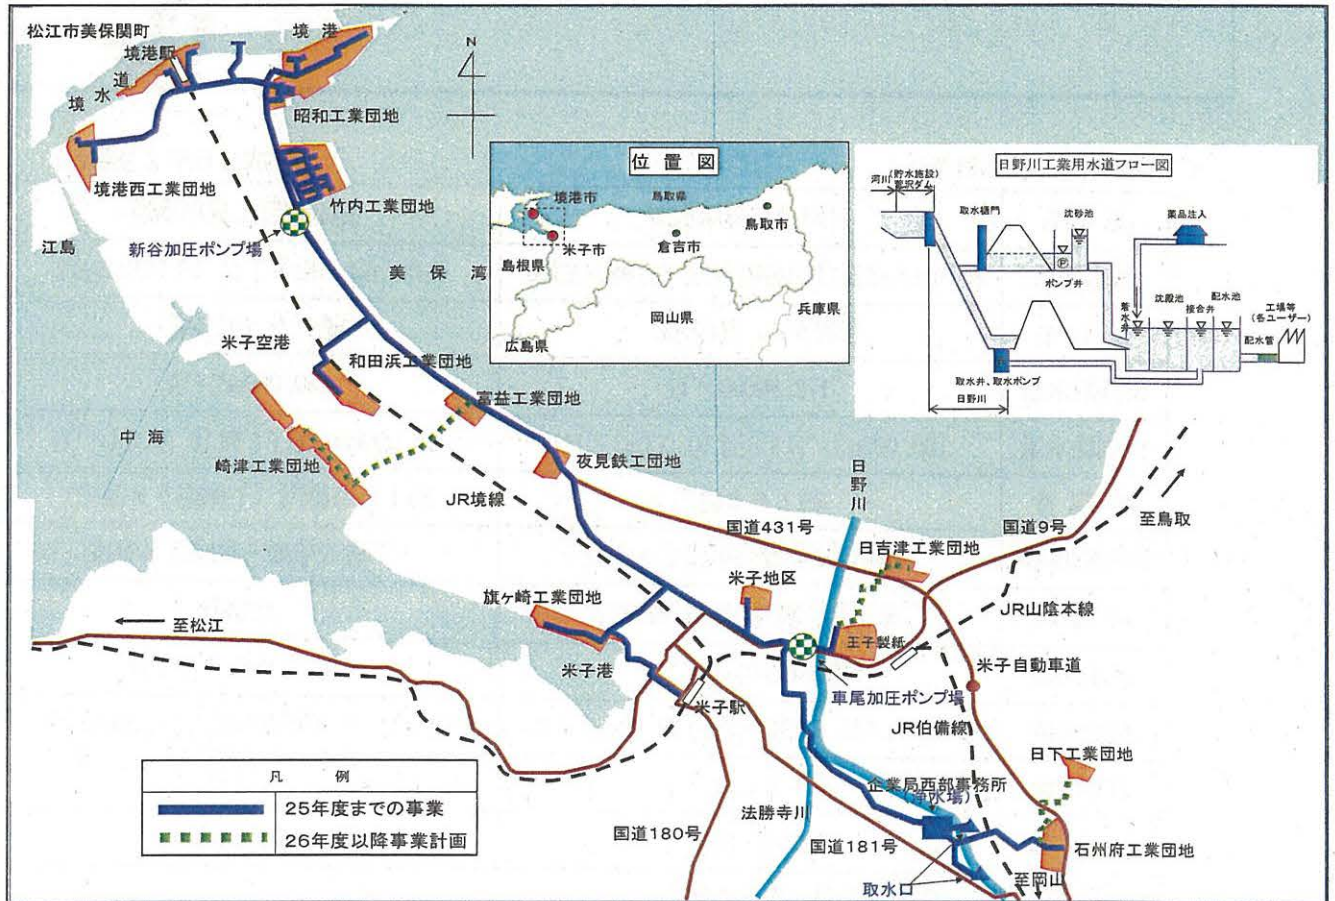 松江市美保関町
境港駅
境港
境水道
昭和工業団地
境港西工業団地
竹内工業団地
新谷加圧ポンプ場
江島
美保湾
N
位置図
境港市
鳥取県
鳥取市
米子市
倉吉市
島根県
岡山県
兵庫県
広島県
日野川工業用水道フロー図
河川
(貯水施設)
菅沢ダム
取水樋門
沈砂池
薬品注入
P
ポンプ井
着水井
沈殿池
接合井
配水池
工場等
(各ユーザー)
配水管
取水井、取水ポンプ
日野川
米子空港
和田浜工業団地
富益工業団地
中海
崎津工業団地
夜見鉄工団地
JR境線
日野川
国道431号
国道9号
至鳥取
日吉津工業団地
米子地区
旗ヶ崎工業団地
JR山陰本線
至松江
王子製紙
米子港
米子自動車道
車尾加圧ポンプ場
米子駅
JR伯備線
日下工業団地
企業局西部事務所
(浄水場)
法勝寺川
国道180号
国道181号
石州府工業団地
取水口
至岡山
凡例
25年度までの事業
26年度以降事業計画